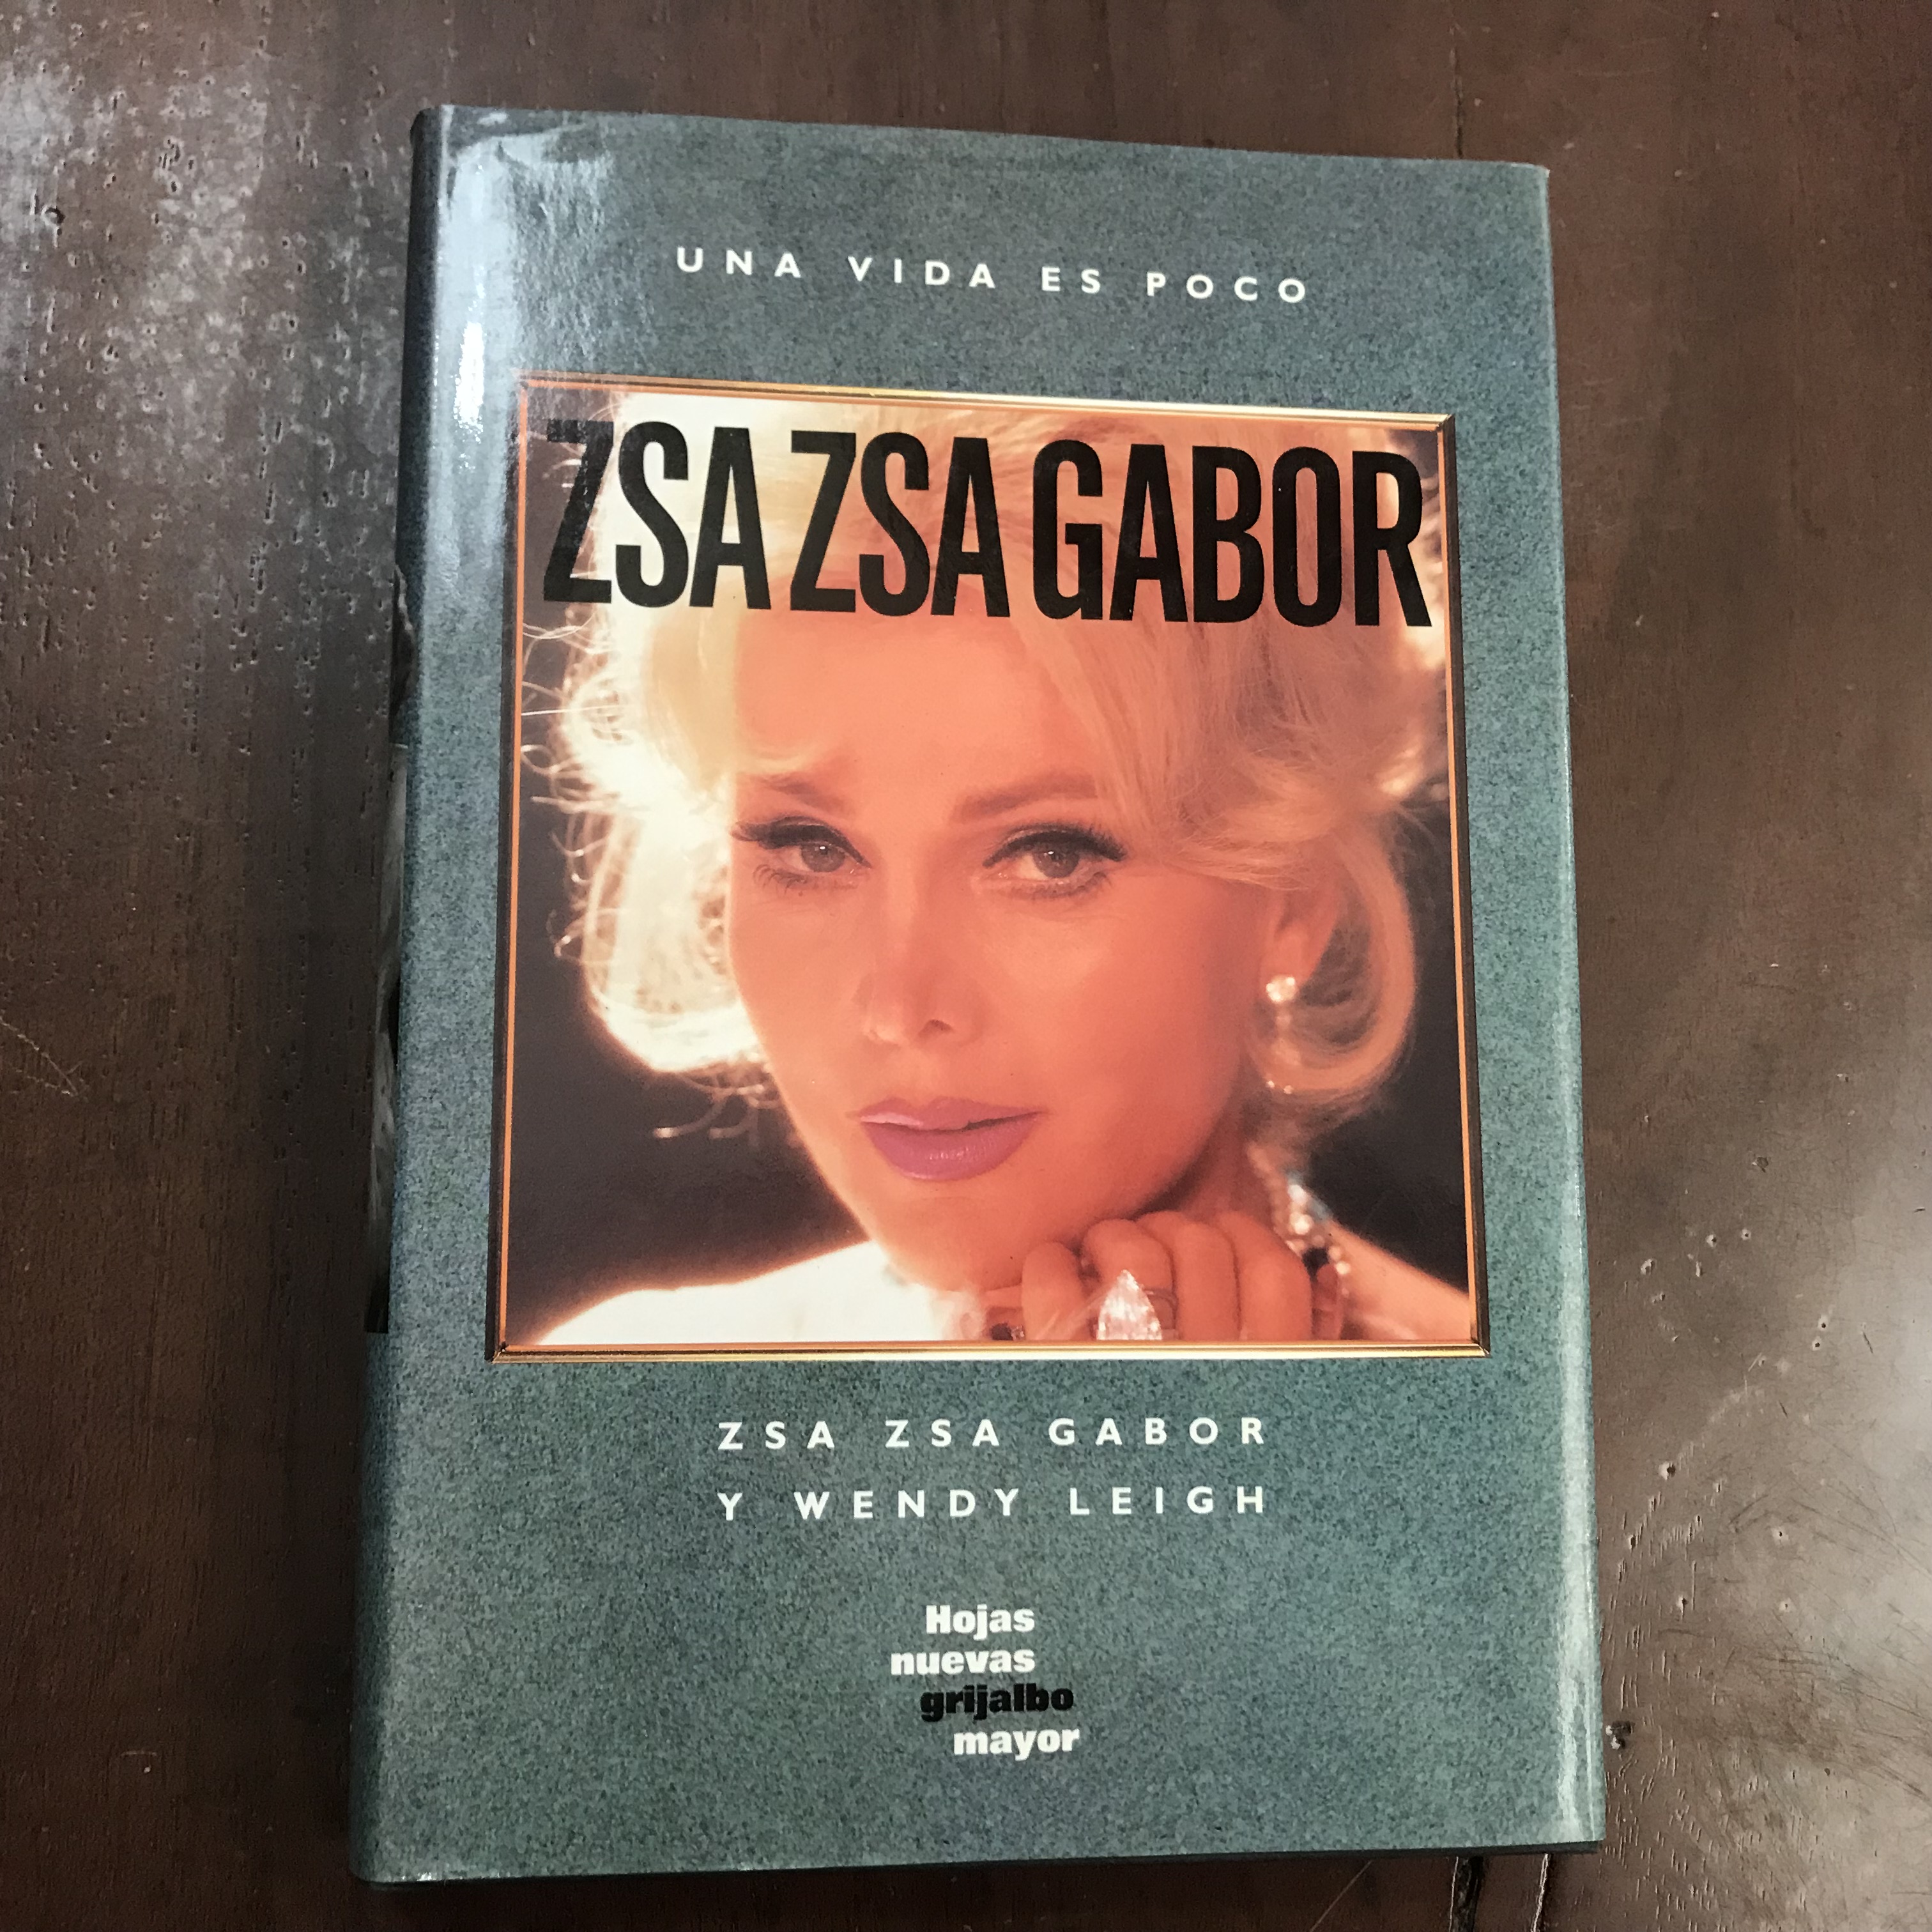 UNA VIDA ES POCO
ZSA ZSA GABOR
ZSA ZSA GABOR
Y WENDY LEIGH
Hojas
nuevas
grijalbo
mayor